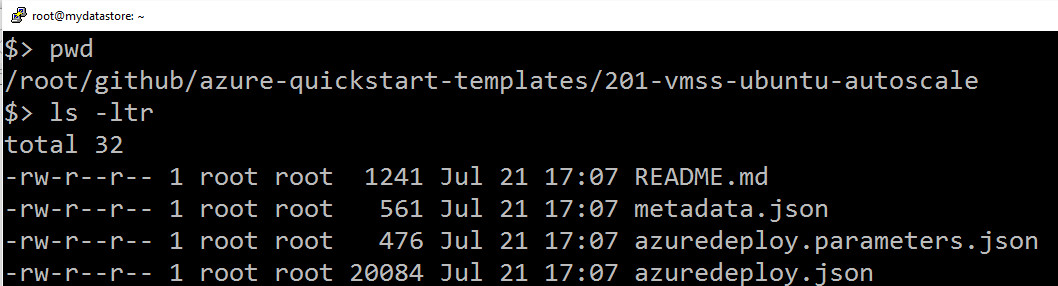 root@mydatastore: ~
$> pwd
/root/github/azure-quickstart-templates/201-vmss-ubuntu-autoscale
$> ls -ltr
total 32
-rw-r--r-- 1 root root  1241 Jul 21 17:07 README.md
-rw-r--r-- 1 root root   561 Jul 21 17:07 metadata.json
-rw-r--r-- 1 root root   476 Jul 21 17:07 azuredeploy.parameters.json
-rw-r--r-- 1 root root 20084 Jul 21 17:07 azuredeploy.json